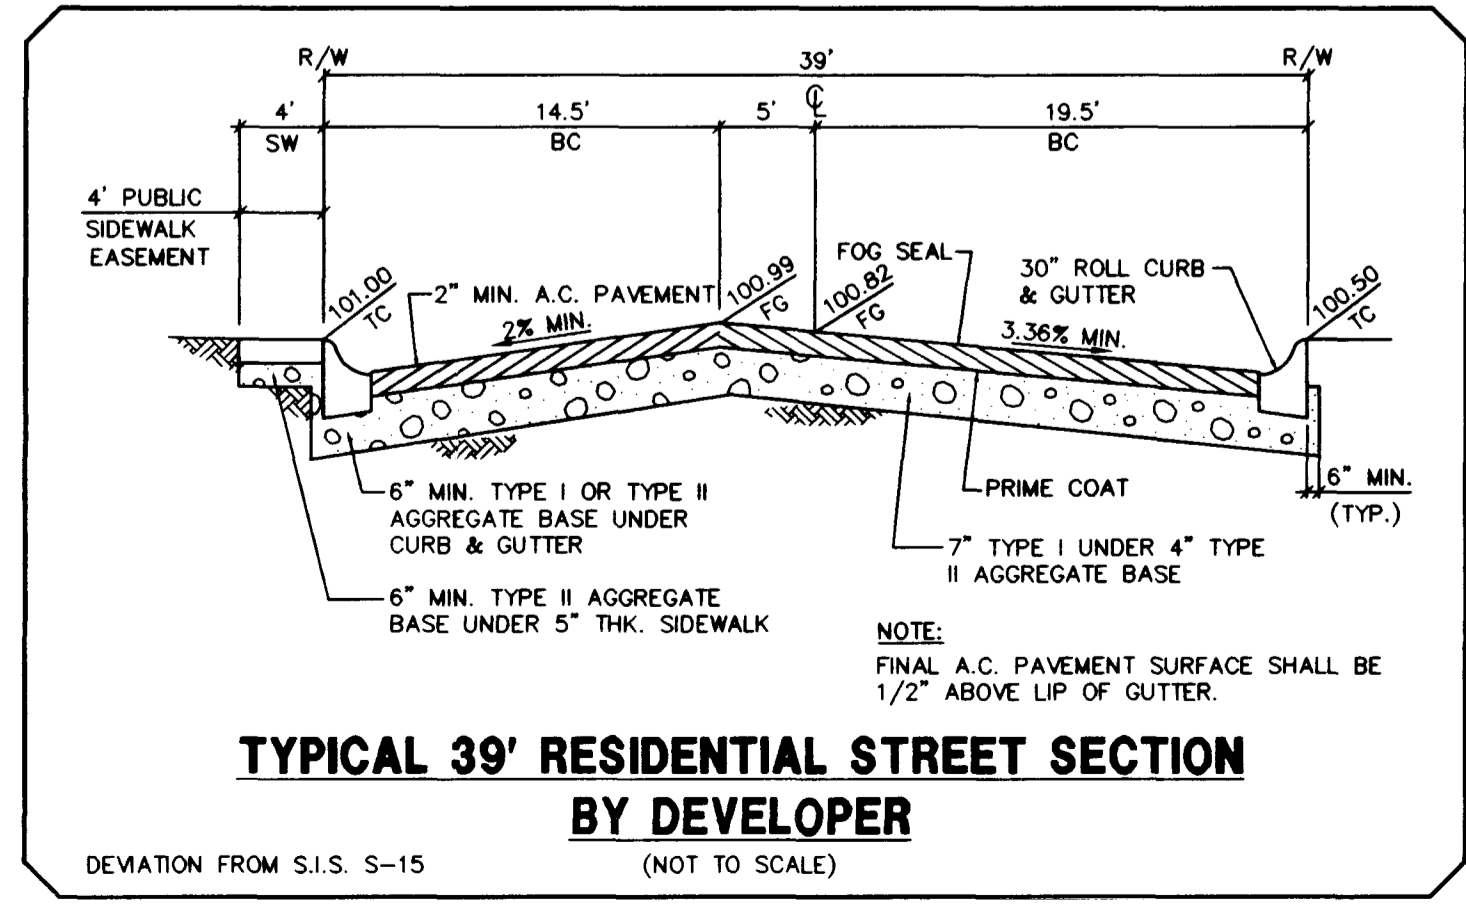 R/W
39'
R/W
4'
14.5'
5'
℄
19.5'
SW
BC
BC
4' PUBLIC
SIDEWALK
EASEMENT
101.00
TC
2" MIN. A.C. PAVEMENT
2% MIN.
100.99
FG
100.82
FG
FOG SEAL
30" ROLL CURB
& GUTTER
3.36% MIN.
100.50
TC
6" MIN. TYPE I OR TYPE II
AGGREGATE BASE UNDER
CURB & GUTTER
PRIME COAT
6" MIN.
(TYP.)
7" TYPE I UNDER 4" TYPE
II AGGREGATE BASE
6" MIN. TYPE II AGGREGATE
BASE UNDER 5" THK. SIDEWALK
NOTE:
FINAL A.C. PAVEMENT SURFACE SHALL BE
1/2" ABOVE LIP OF GUTTER.
TYPICAL 39' RESIDENTIAL STREET SECTION
BY DEVELOPER
DEVIATION FROM S.I.S. S-15
(NOT TO SCALE)